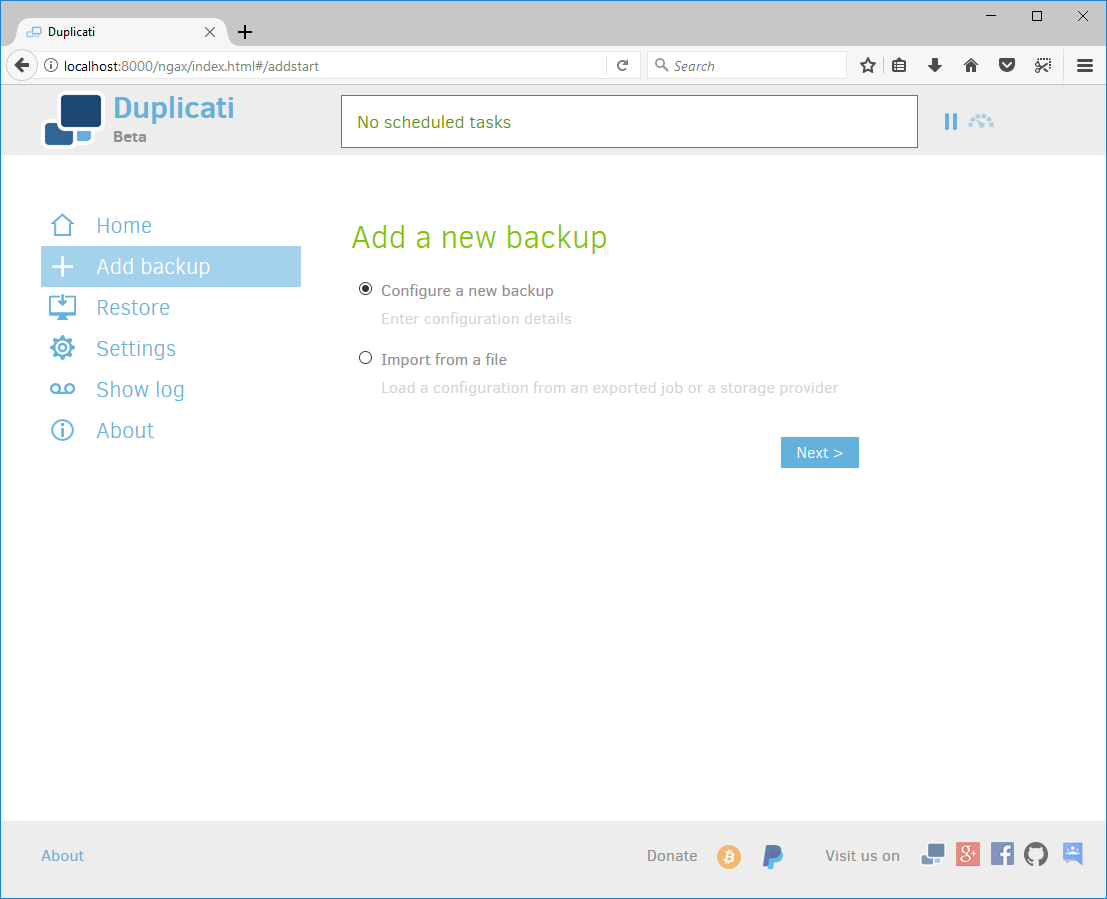 Duplicati
localhost:8000/ngax/index.html#/addstart
Search
Duplicati
Beta
No scheduled tasks
Home
Add backup
Restore
Settings
Show log
About
Add a new backup
Configure a new backup
Enter configuration details
Import from a file
Load a configuration from an exported job or a storage provider
Next >
About
Donate
Visit us on
g+